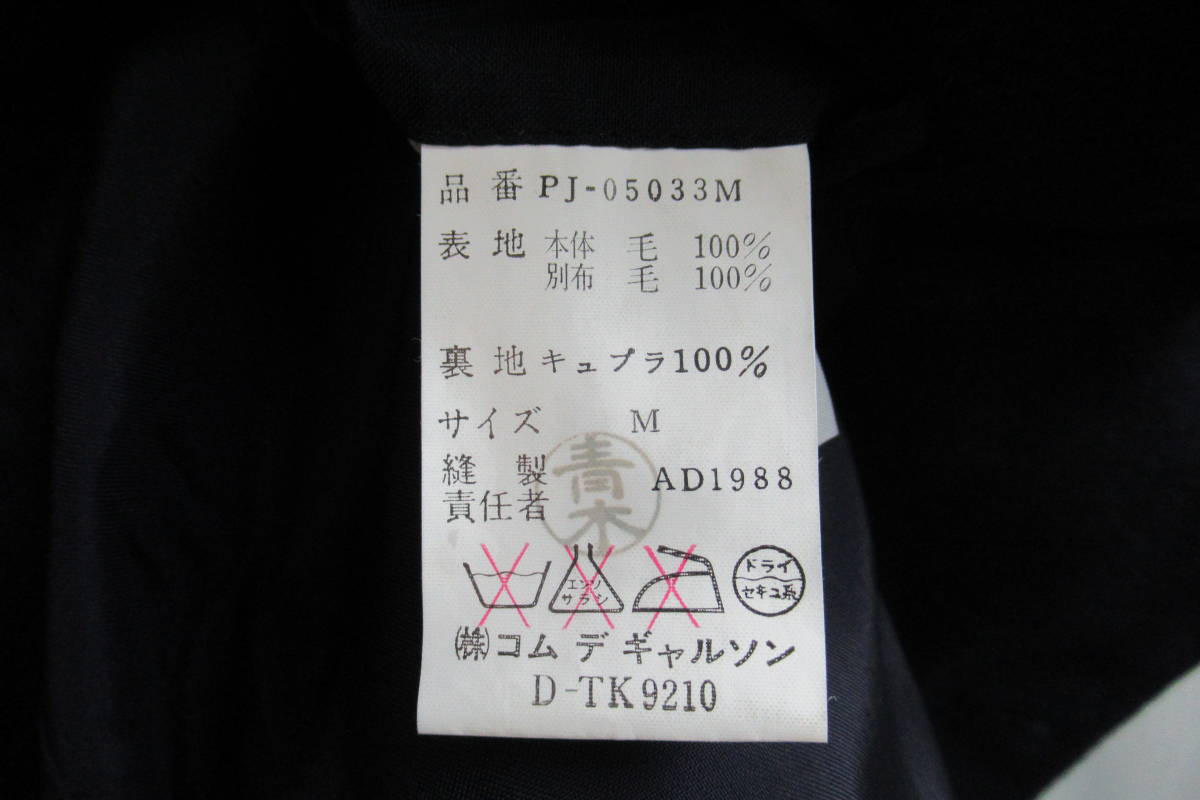 品番 PJ-05033M
表地 本体 毛 100%
別布 毛 100%
裏地 キュプラ100%
サイズ M
縫製 AD1988
責任者
青木
エンソ
サラシ
ドライ
セキユ系
㈱コム デ ギャルソン
D-TK9210